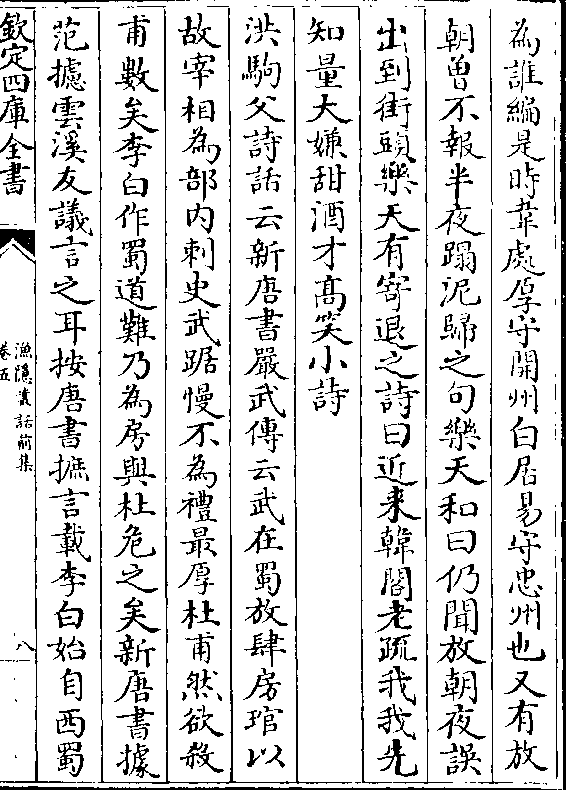 為誰編是時韋處厚守開州白居易守忠州也又有放
朝曾不報半夜蹋泥歸之句樂天和曰仍聞放朝夜誤
出到街頭樂天有寄退之詩曰近来韓閣老疏我我先
知量大嫌甜酒才髙笑小詩
洪駒父詩話云新唐書嚴武傳云武在蜀放肆房琯以
故宰相為部内刺史武踞慢不為禮最厚杜甫然欲殺
甫數矣李白作蜀道難乃為房與杜危之矣新唐書據
范攄雲溪友議言之耳按唐書摭言載李白始自西蜀
欽定四庫全書
漁隱叢話前集
卷五
八